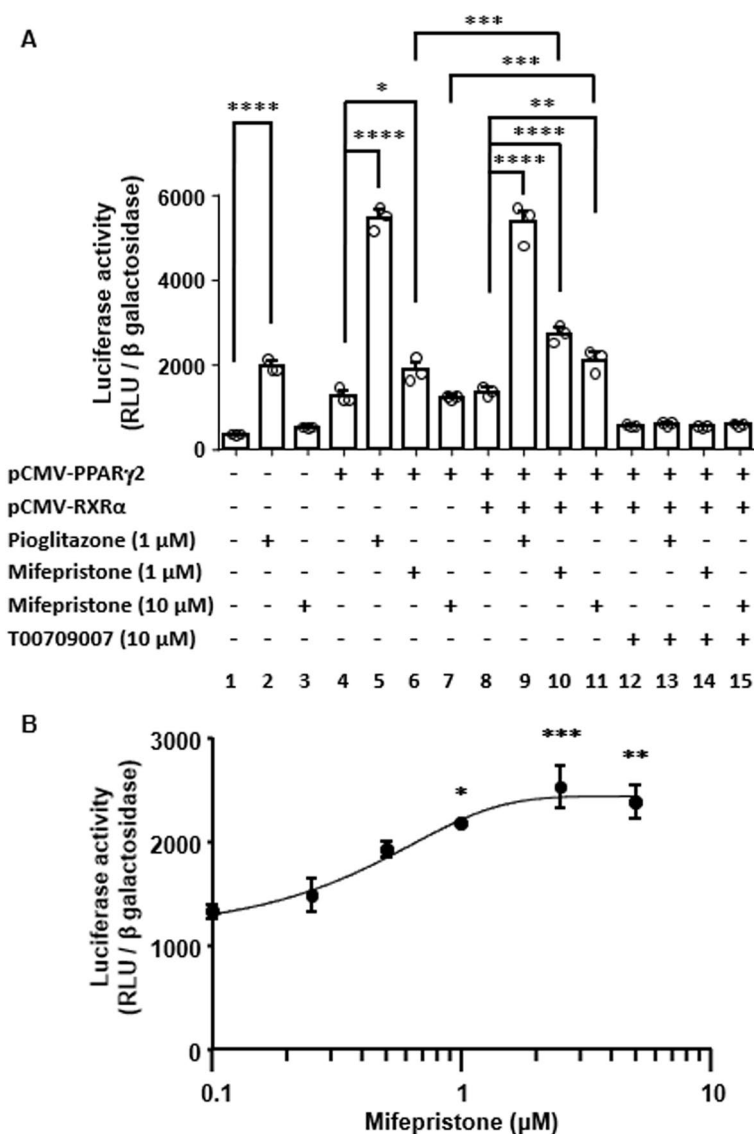 A
***
***
*
**
****
****
****
****
Luciferase activity
(RLU / β galactosidase)
6000
4000
2000
0
pCMV-PPARγ2 - - - + + + + + + + + + + + +
pCMV-RXRα - - - - - - - + + + + + + + +
Pioglitazone (1 μM) - + - - + - - - + - - - + - -
Mifepristone (1 μM) - - - - - + - - - + - - - + -
Mifepristone (10 μM) - - + - - - + - - - + - - - +
T00709007 (10 μM) - - - - - - - - - - - + + + +
1 2 3 4 5 6 7 8 9 10 11 12 13 14 15
B
Luciferase activity
(RLU / β galactosidase)
3000
2000
1000
0
*
***
**
0.1 1 10
Mifepristone (μM)